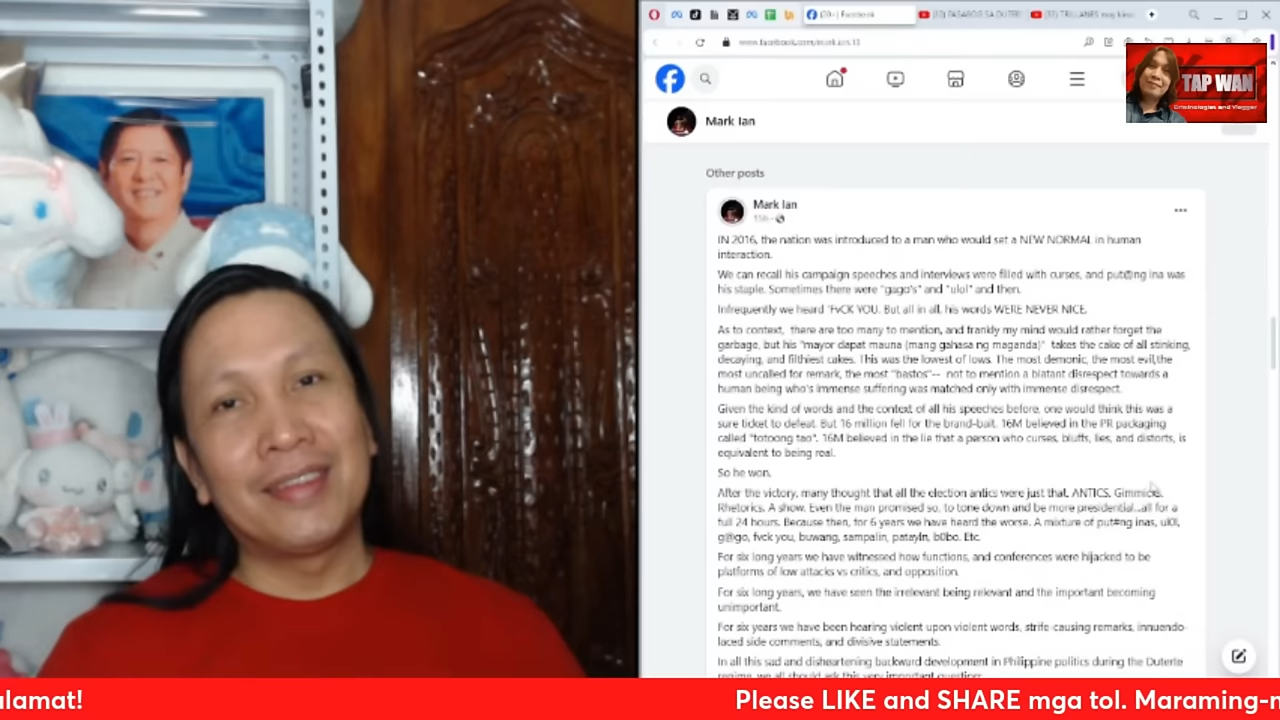 (20+) Facebook
www.facebook.com/mark.ian.13
TAP WAN
Criminologist and Vlogger
Mark Ian
Other posts
Mark Ian
15h
IN 2016, the nation was introduced to a man who would set a NEW NORMAL in human
interaction.
We can recall his campaign speeches and interviews were filled with curses, and put@ng ina was
his staple. Sometimes there were "gago's" and "ulol" and then.
Infrequently we heard 'FvCK YOU. But all in all, his words WERE NEVER NICE.
As to context, there are too many to mention, and frankly my mind would rather forget the
garbage, but his "mayor dapat mauna (mang gahasa ng maganda)" takes the cake of all stinking,
decaying, and filthiest cakes. This was the lowest of lows. The most demonic, the most evil,the
most uncalled for remark, the most "bastos"-- not to mention a blatant disrespect towards a
human being who's immense suffering was matched only with immense disrespect.
Given the kind of words and the context of all his speeches before, one would think this was a
sure ticket to defeat. But 16 million fell for the brand-bait. 16M believed in the PR packaging
called "totoong tao". 16M believed in the lie that a person who curses, bluffs, lies, and distorts, is
equivalent to being real.
So he won.
After the victory, many thought that all the election antics were just that. ANTICS. Gimmicks.
Rhetorics. A show. Even the man promised so, to tone down and be more presidential...all for a
full 24 hours. Because then, for 6 years we have heard the worse. A mixture of put#ng inas, ul0l,
g@go, fvck you, buwang, sampalin, patayin, b0bo. Etc.
For six long years we have witnessed how functions, and conferences were hijacked to be
platforms of low attacks vs critics, and opposition.
For six long years, we have seen the irrelevant being relevant and the important becoming
unimportant.
For six years we have been hearing violent upon violent words, strife-causing remarks, innuendo-
laced side comments, and divisive statements.
In all this sad and disheartening backward development in Philippine politics during the Duterte
regime, we all should ask this very important question:
alamat!
Please LIKE and SHARE mga tol. Maraming-